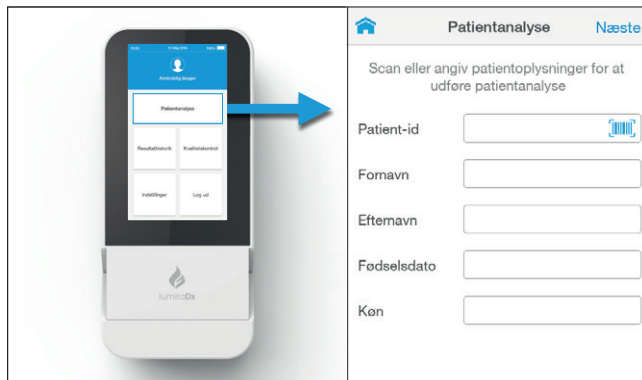 Patientanalyse
Resultathistorik
Kvalitetskontrol
Indstillinger
Log ud
lumiraDx
Patientanalyse
Næste
Scan eller angiv patientoplysninger for at
udføre patientanalyse
Patient-id
Fornavn
Efternavn
Fødselsdato
Køn